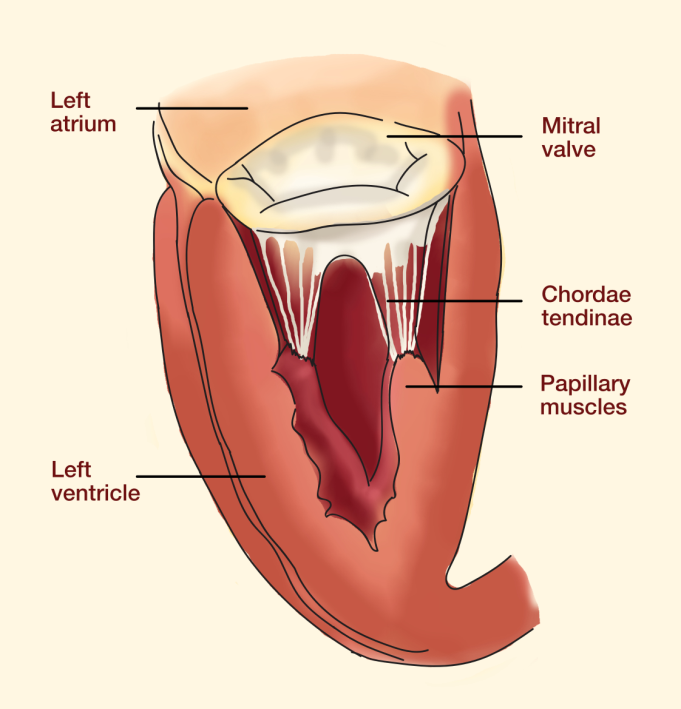 Left
atrium
Mitral
valve
Chordae
tendinae
Papillary
muscles
Left
ventricle